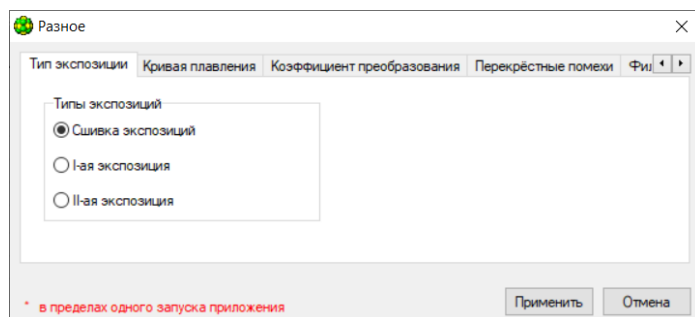 Разное
Тип экспозиции Кривая плавления Коэффициент преобразования Перекрёстные помехи
Типы экспозиций
Сшивка экспозиций
I-ая экспозиция
II-ая экспозиция
* в пределах одного запуска приложения
Применить Отмена